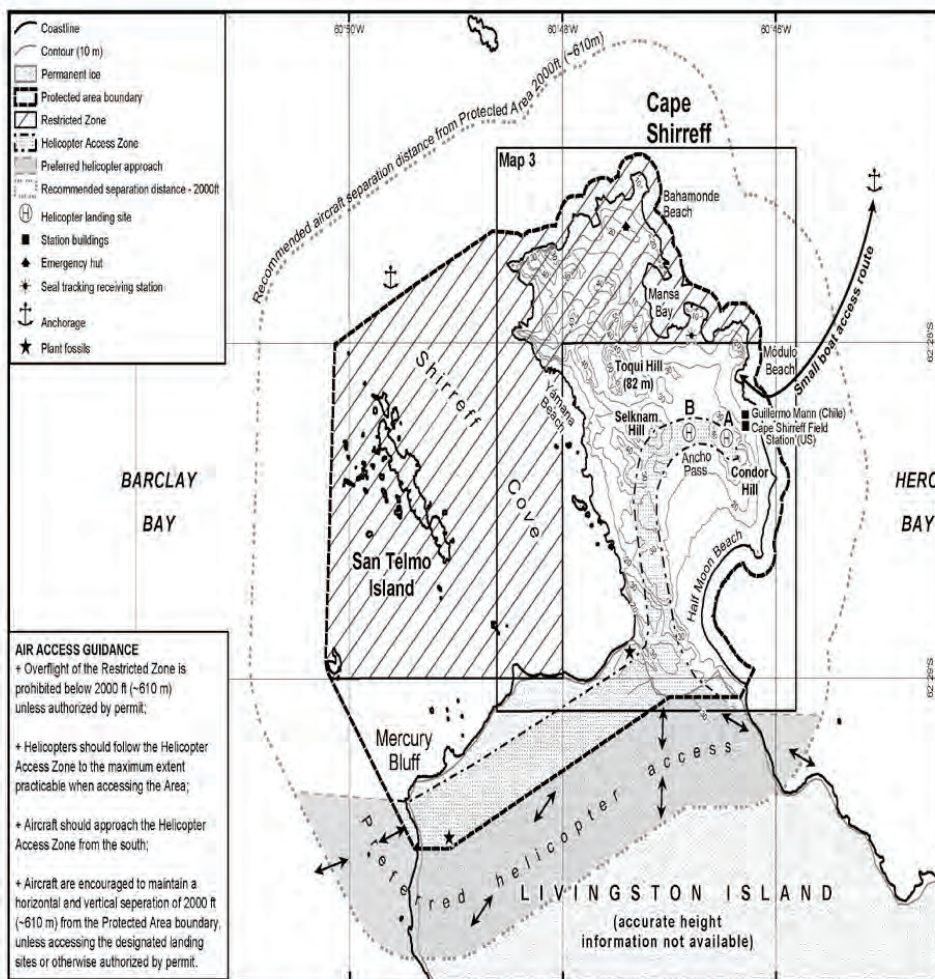 Coastline
Contour (10 m)
Permanent ice
Protected area boundary
Restricted Zone
Helicopter Access Zone
Preferred helicopter approach
Recommended separation distance - 2000ft
H
Helicopter landing site
Station buildings
Emergency hut
Seal tracking receiving station
Anchorage
Plant fossils
60°50'W
60°48'W
60°46'W
Recommended aircraft separation distance from Protected Area 2000ft (~610m)
Cape
Shirreff
Map 3
Bahamonde
Beach
Mansa
Bay
Small boat access route
Módulo
Beach
Toqui Hill
(82 m)
Yámana
Beach
Shirreff
Cove
Selknam
Hill
B
A
H
H
Guillermo Mann (Chile)
Cape Shirreff Field
Station (US)
Ancho
Pass
Condor
Hill
BARCLAY
BAY
HERO
BAY
San Telmo
Island
Half Moon Beach
Mercury
Bluff
Preferred helicopter access
LIVINGSTON ISLAND
(accurate height
information not available)
AIR ACCESS GUIDANCE
+ Overflight of the Restricted Zone is
prohibited below 2000 ft (~610 m)
unless authorized by permit;
+ Helicopters should follow the Helicopter
Access Zone to the maximum extent
practicable when accessing the Area;
+ Aircraft should approach the Helicopter
Access Zone from the south;
+ Aircraft are encouraged to maintain a
horizontal and vertical seperation of 2000 ft
(~610 m) from the Protected Area boundary,
unless accessing the designated landing
sites or otherwise authorized by permit.